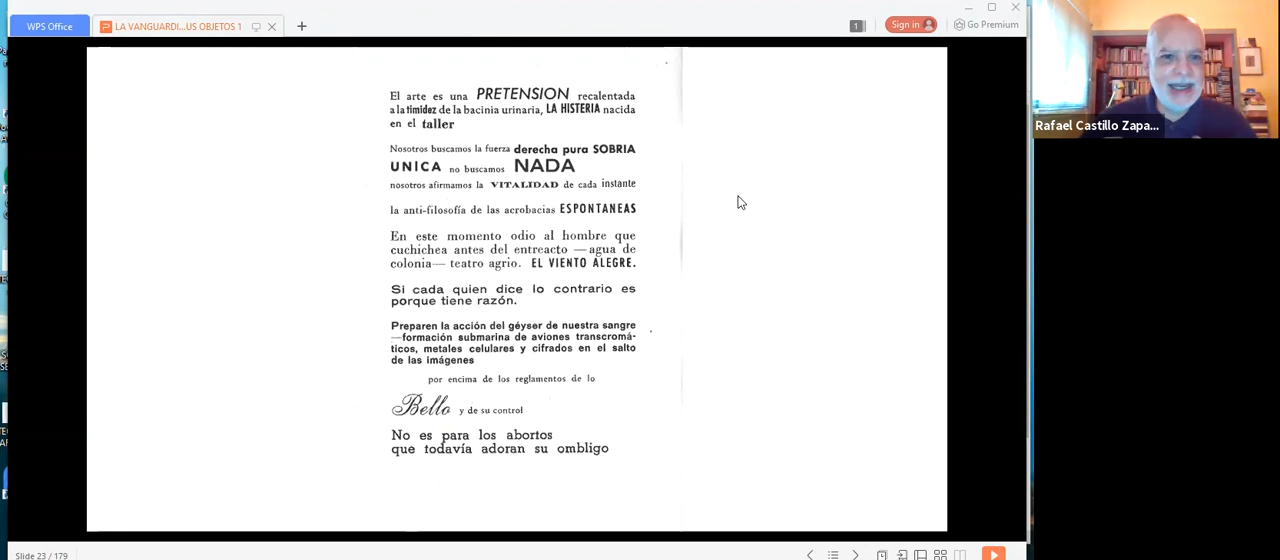 WPS Office
LA VANGUARDI...US OBJETOS 1
1
Sign in
Go Premium
El arte es una PRETENSION recalentada
a la timidez de la bacinia urinaria, LA HISTERIA nacida
en el taller
Nosotros buscamos la fuerza derecha pura SOBRIA
UNICA no buscamos NADA
nosotros afirmamos la VITALIDAD de cada instante
la anti-filosofía de las acrobacias ESPONTANEAS
En este momento odio al hombre que
cuchichea antes del entreacto —agua de
colonia— teatro agrio. EL VIENTO ALEGRE.
Si cada quien dice lo contrario es
porque tiene razón.
Preparen la acción del géyser de nuestra sangre
—formación submarina de aviones transcromá-
ticos, metales celulares y cifrados en el salto
de las imágenes
por encima de los reglamentos de lo
Bello y de su control
No es para los abortos
que todavía adoran su ombligo
Rafael Castillo Zapa...
Slide 23 / 179